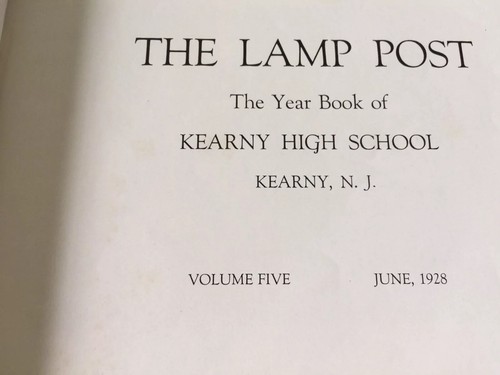 THE LAMP POST
The Year Book of
KEARNY HIGH SCHOOL
KEARNY, N. J.
VOLUME FIVE JUNE, 1928